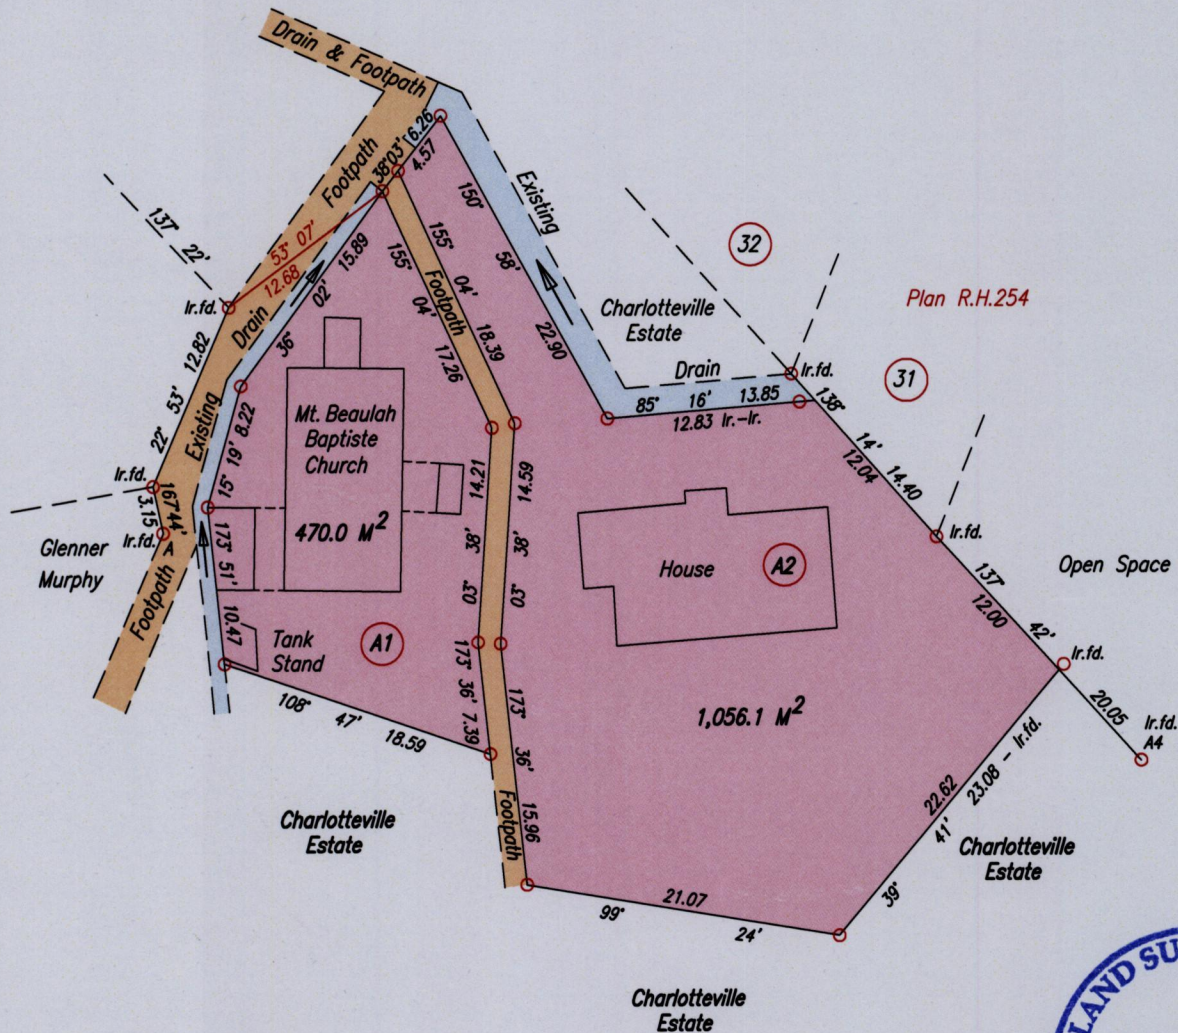 Drain & Footpath
6.26
38°03'
4.57
Footpath
Existing
150°
58'
22.90
137° 22'
53° 07'
12.68
15.89
02'
36°
Drain
155°
04'
18.39
Footpath
155°
04'
17.26
32
Charlotteville
Estate
Plan R.H.254
Ir.fd.
12.82
53'
22'
Existing
Drain
Ir.fd.
31
138°
85° 16' 13.85
12.83 Ir.-Ir.
14'
12.04
14.40
8.22
19'
15°
Mt. Beaulah
Baptiste
Church
470.0 M²
14.21
38'
03°
14.59
38'
03°
Ir.fd.
167°44'
3.15
Ir.fd.
A
Glenner
Murphy
Footpath
173° 51'
10.47
House
A2
Ir.fd.
137°
12.00
42'
Open Space
Tank
Stand
A1
173° 36' 7.39
173°
36'
15.96
Ir.fd.
20.05
Ir.fd.
A4
108° 47' 18.59
1,056.1 M²
Charlotteville
Estate
Footpath
22.62
23.08 - Ir.fd.
41'
39°
Charlotteville
Estate
21.07
99° 24'
Charlotteville
Estate
LAND SU